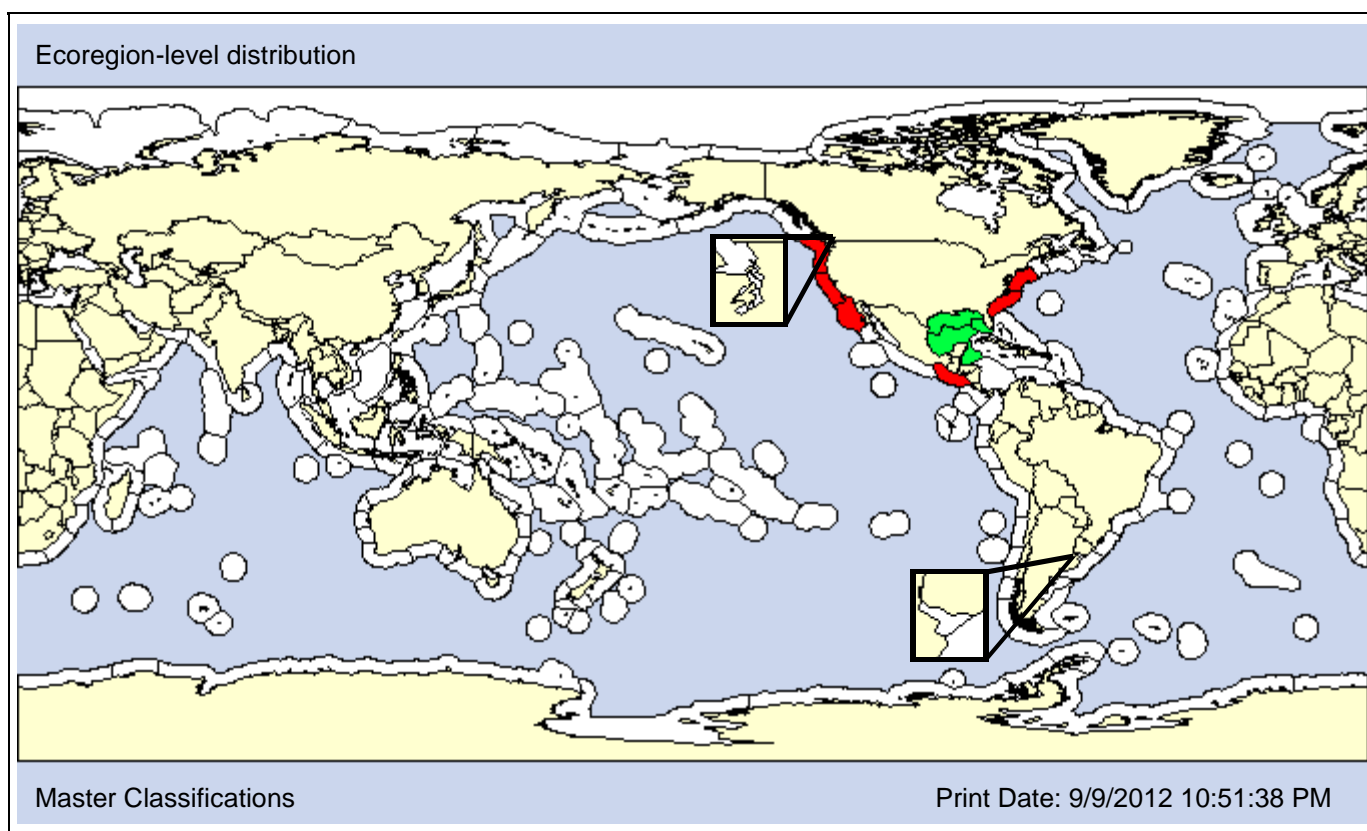 Ecoregion-level distribution
Master Classifications
Print Date: 9/9/2012 10:51:38 PM